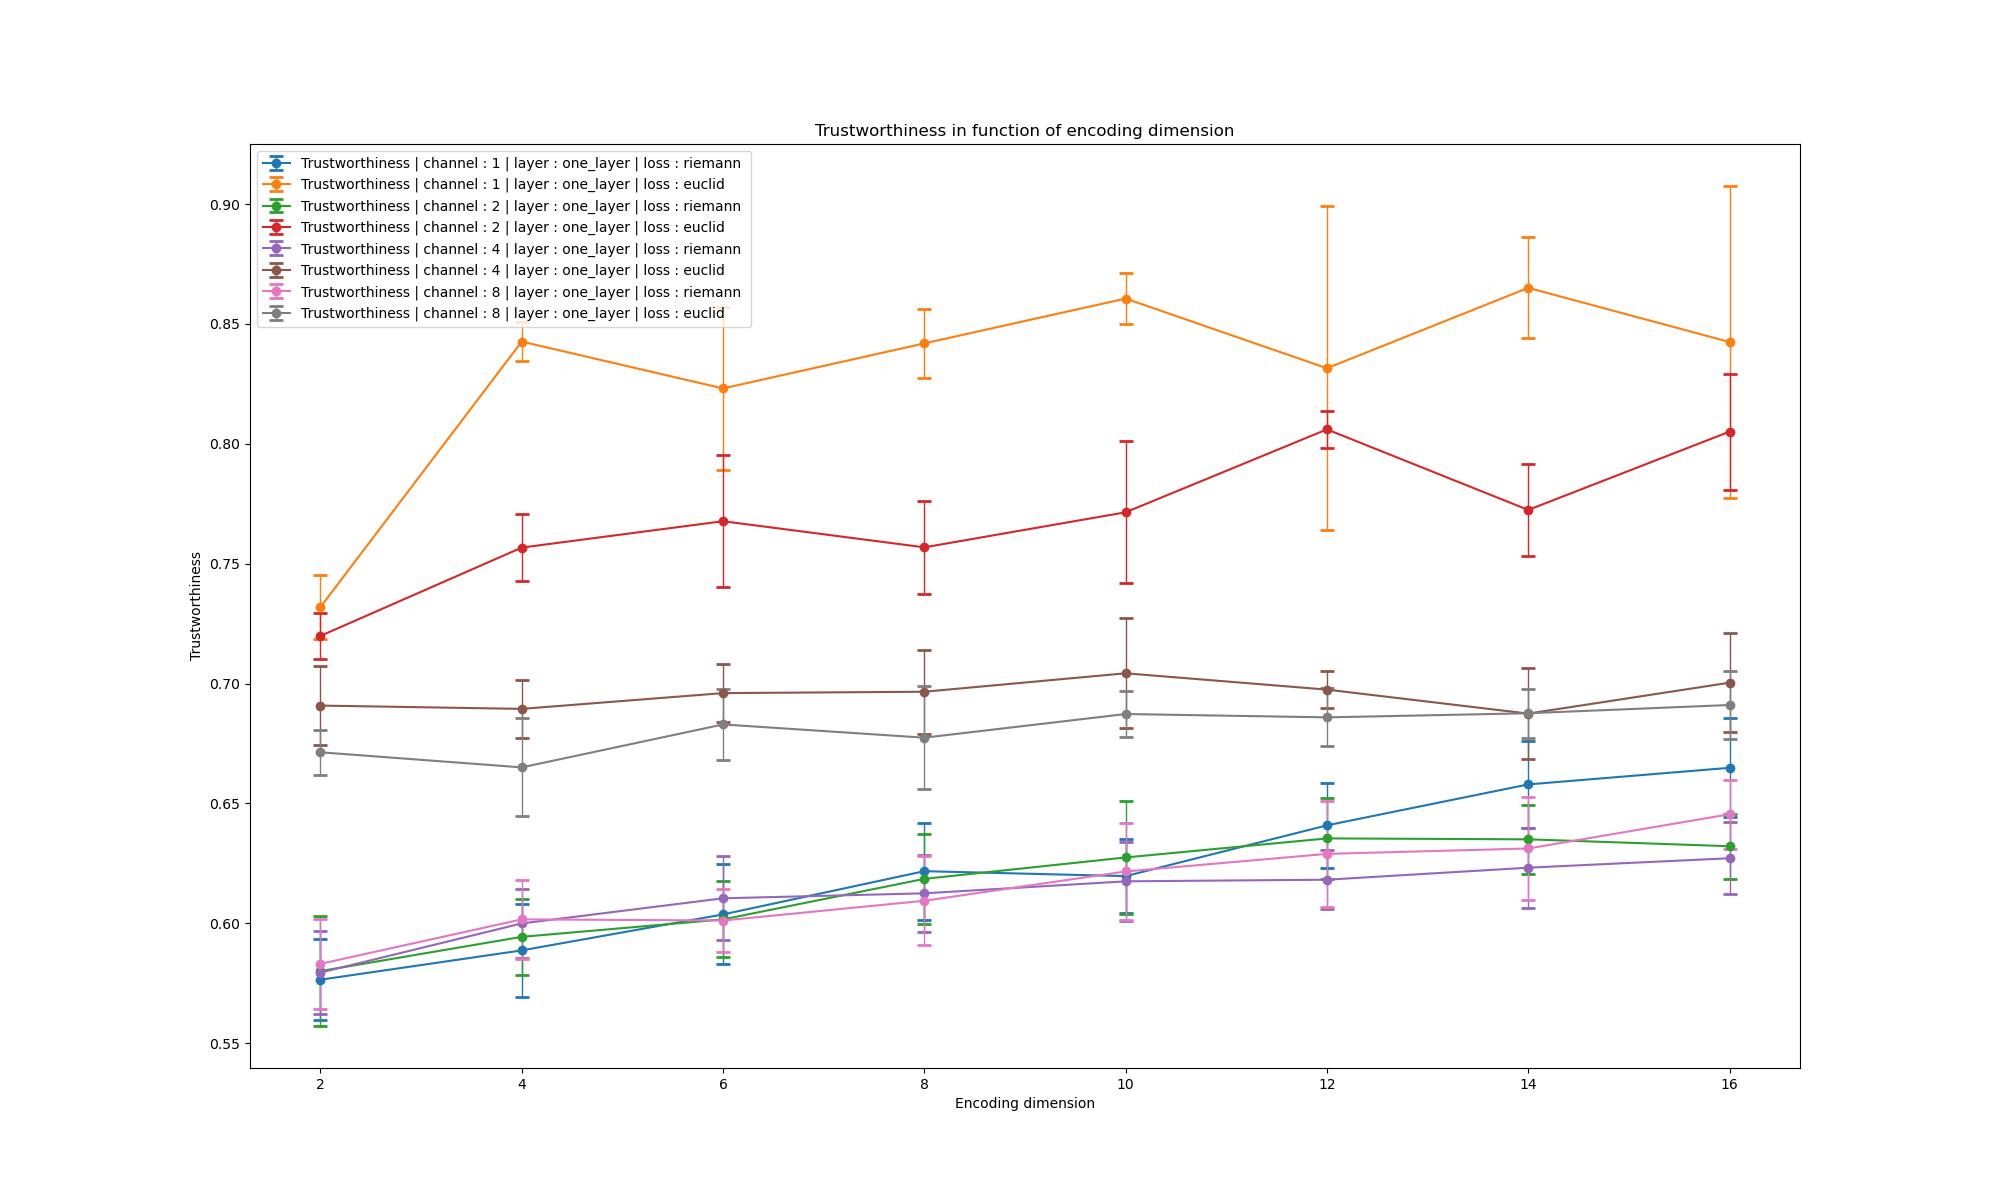 Trustworthiness in function of encoding dimension
Trustworthiness | channel : 1 | layer : one_layer | loss : riemann
Trustworthiness | channel : 1 | layer : one_layer | loss : euclid
Trustworthiness | channel : 2 | layer : one_layer | loss : riemann
Trustworthiness | channel : 2 | layer : one_layer | loss : euclid
Trustworthiness | channel : 4 | layer : one_layer | loss : riemann
Trustworthiness | channel : 4 | layer : one_layer | loss : euclid
Trustworthiness | channel : 8 | layer : one_layer | loss : riemann
Trustworthiness | channel : 8 | layer : one_layer | loss : euclid
Trustworthiness
0.90
0.85
0.80
0.75
0.70
0.65
0.60
0.55
2 4 6 8 10 12 14 16
Encoding dimension